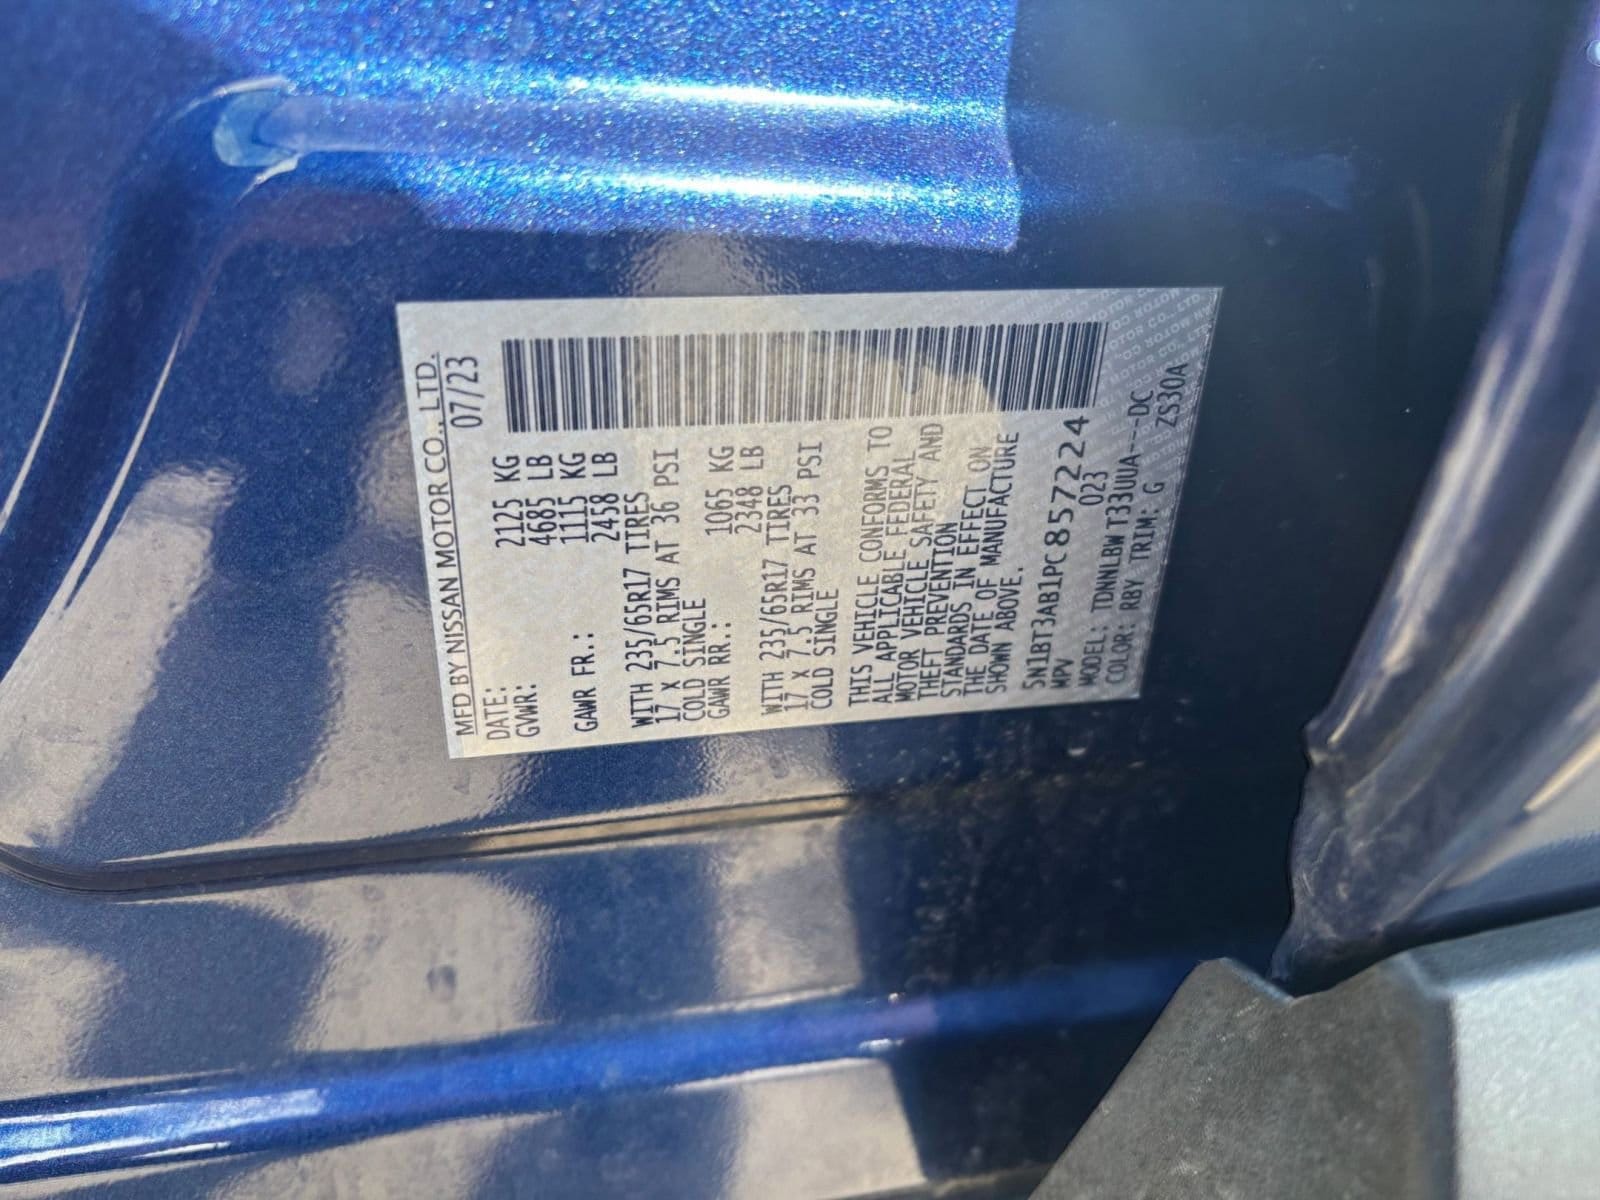 MFD BY NISSAN MOTOR CO., LTD.
DATE: 07/23
GVWR: 2125 KG
4685 LB
GAWR FR.: 1115 KG
2458 LB
WITH 235/65R17 TIRES
17 X 7.5 RIMS AT 36 PSI
COLD SINGLE
GAWR RR.: 1065 KG
2348 LB
WITH 235/65R17 TIRES
17 X 7.5 RIMS AT 33 PSI
COLD SINGLE
THIS VEHICLE CONFORMS TO
ALL APPLICABLE FEDERAL
MOTOR VEHICLE SAFETY AND
THEFT PREVENTION
STANDARDS IN EFFECT ON
THE DATE OF MANUFACTURE
SHOWN ABOVE.
5N1BT3AB1PC857224
MPV 023
MODEL: TDNNLBW T33UUA---DC
COLOR: RBY TRIM: G ZS30A